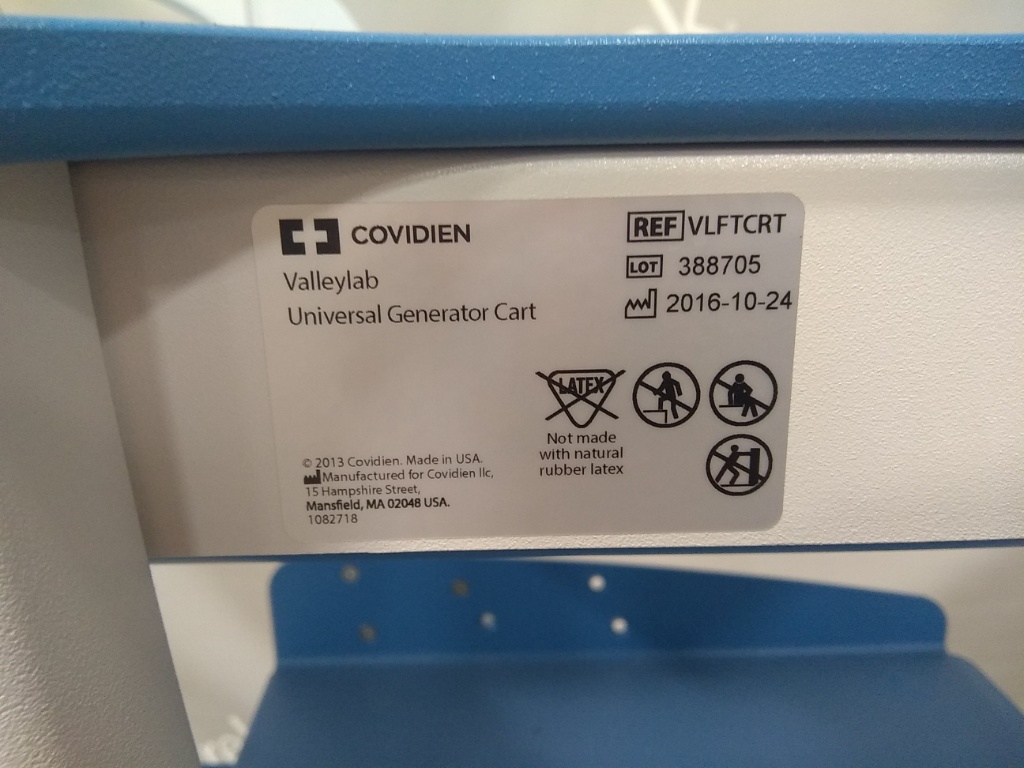 COVIDIEN
Valleylab
Universal Generator Cart
REF VLFTCRT
LOT 388705
2016-10-24
LATEX
Not made
with natural
rubber latex
© 2013 Covidien. Made in USA.
Manufactured for Covidien llc,
15 Hampshire Street,
Mansfield, MA 02048 USA.
1082718